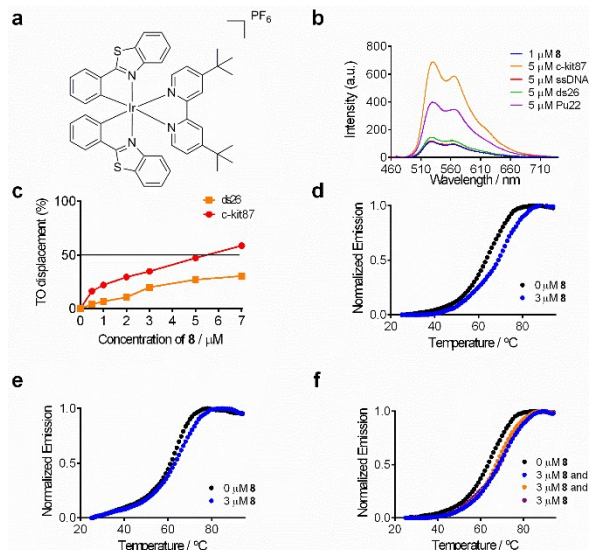 a
PF6
S
N
Ir
N
N
N
S
b
Intensity (a.u.)
800
600
400
200
0
460 510 560 610 660 710
Wavelength / nm
1 µM 8
5 µM c-kit87
5 µM ssDNA
5 µM ds26
5 µM Pu22
c
TO displacement (%)
100
50
0
0 1 2 3 4 5 6 7
Concentration of 8 / µM
ds26
c-kit87
d
Normalized Emission
1.0
0.5
0.0
20 40 60 80
Temperature / ºC
0 µM 8
3 µM 8
e
Normalized Emission
1.0
0.5
0.0
20 40 60 80
Temperature / ºC
0 µM 8
3 µM 8
f
Normalized Emission
1.0
0.5
0.0
20 40 60 80
Temperature / ºC
0 µM 8
3 µM 8 and
3 µM 8 and
3 µM 8